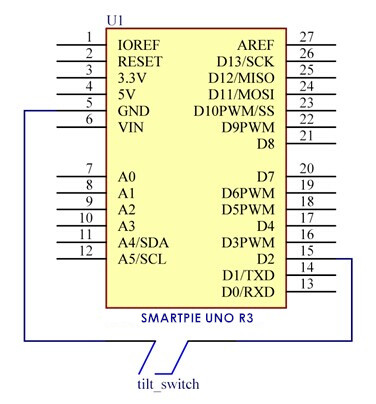 U1
1 IOREF AREF 27
2 RESET D13/SCK 26
3 3.3V D12/MISO 25
4 5V D11/MOSI 24
5 GND D10PWM/SS 23
6 VIN D9PWM 22
D8 21
7 A0 D7 20
8 A1 D6PWM 19
9 A2 D5PWM 18
10 A3 D4 17
11 A4/SDA D3PWM 16
12 A5/SCL D2 15
D1/TXD 14
D0/RXD 13
SMARTPIE UNO R3
tilt_switch